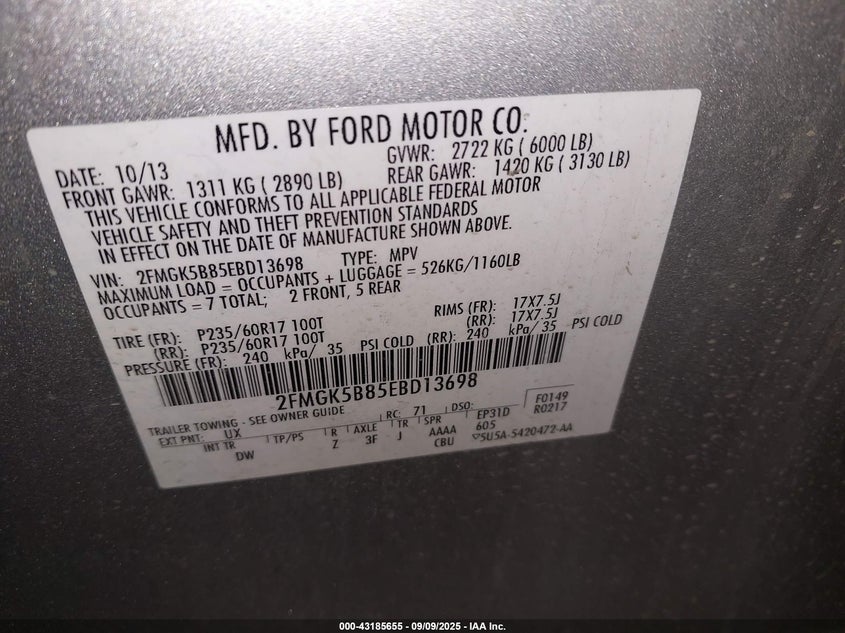 MFD. BY FORD MOTOR CO.
DATE: 10/13 GVWR: 2722 KG ( 6000 LB)
FRONT GAWR: 1311 KG ( 2890 LB) REAR GAWR: 1420 KG ( 3130 LB)
THIS VEHICLE CONFORMS TO ALL APPLICABLE FEDERAL MOTOR
VEHICLE SAFETY AND THEFT PREVENTION STANDARDS
IN EFFECT ON THE DATE OF MANUFACTURE SHOWN ABOVE.
VIN: 2FMGK5B85EBD13698 TYPE: MPV
MAXIMUM LOAD = OCCUPANTS + LUGGAGE = 526KG/1160LB
OCCUPANTS = 7 TOTAL; 2 FRONT, 5 REAR
TIRE (FR): P235/60R17 100T RIMS (FR): 17X7.5J
(RR): P235/60R17 100T (RR): 17X7.5J
PRESSURE (FR): 240 kPa/ 35 PSI COLD (RR): 240 kPa/ 35 PSI COLD
2FMGK5B85EBD13698
TRAILER TOWING - SEE OWNER GUIDE RC: 71 DSO: EP31D F0149
EXT PNT: UX 605 R0217
INT TR TP/PS R AXLE TR SPR AAAA
DW Z 3F J CBU 5U5A-5420472-AA
000-43185655 - 09/09/2025 - IAA Inc.